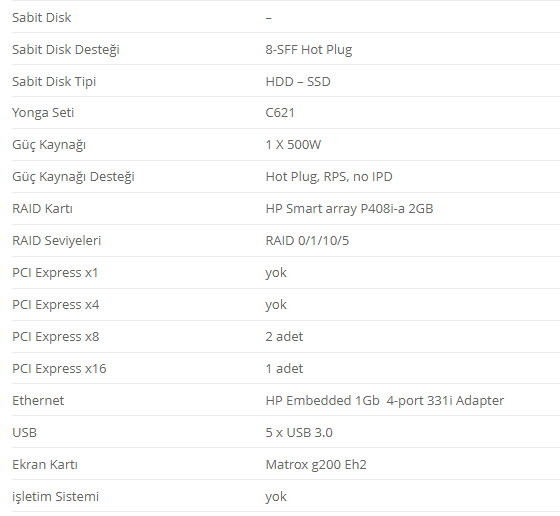 Sabit Disk –
Sabit Disk Desteği 8-SFF Hot Plug
Sabit Disk Tipi HDD – SSD
Yonga Seti C621
Güç Kaynağı 1 X 500W
Güç Kaynağı Desteği Hot Plug, RPS, no IPD
RAID Kartı HP Smart array P408i-a 2GB
RAID Seviyeleri RAID 0/1/10/5
PCI Express x1 yok
PCI Express x4 yok
PCI Express x8 2 adet
PCI Express x16 1 adet
Ethernet HP Embedded 1Gb  4-port 331i Adapter
USB 5 x USB 3.0
Ekran Kartı Matrox g200 Eh2
işletim Sistemi yok